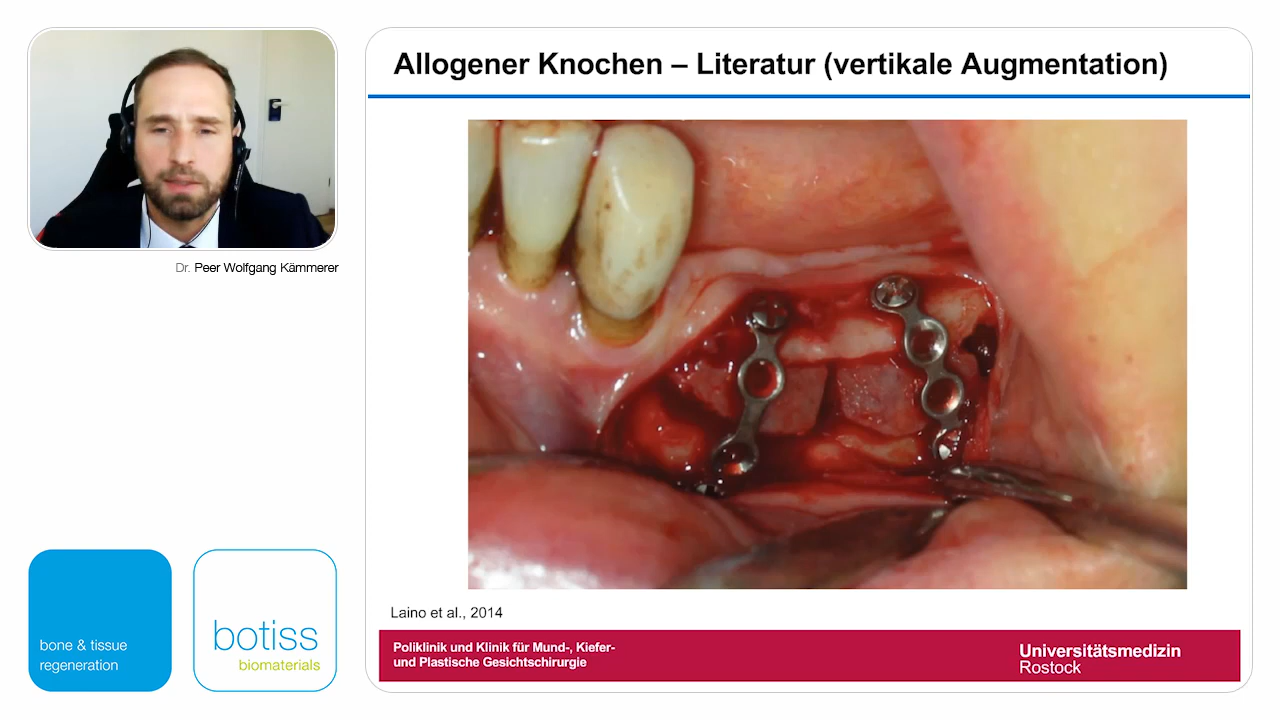 Allogener Knochen – Literatur (vertikale Augmentation)
Dr. Peer Wolfgang Kämmerer
Laino et al., 2014
bone & tissue
regeneration
botiss
biomaterials
Poliklinik und Klinik für Mund-, Kiefer-
und Plastische Gesichtschirurgie
Universitätsmedizin
Rostock